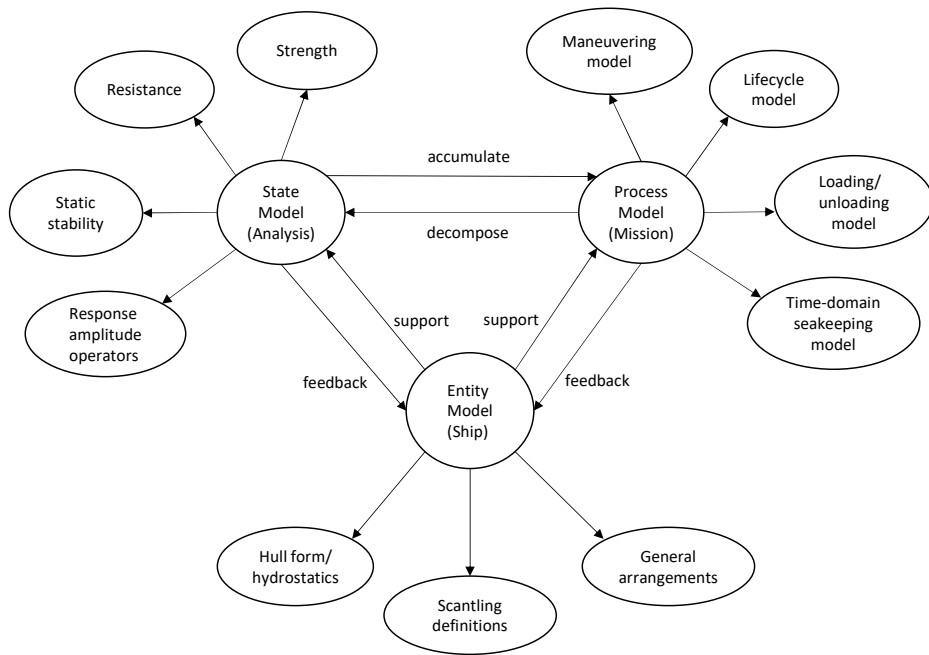 Strength
Maneuvering
model
Resistance
Lifecycle
model
accumulate
State
Model
(Analysis)
Process
Model
(Mission)
Static
stability
Loading/
unloading
model
decompose
Response
amplitude
operators
support
support
Time-domain
seakeeping
model
feedback
feedback
Entity
Model
(Ship)
Hull form/
hydrostatics
General
arrangements
Scantling
definitions